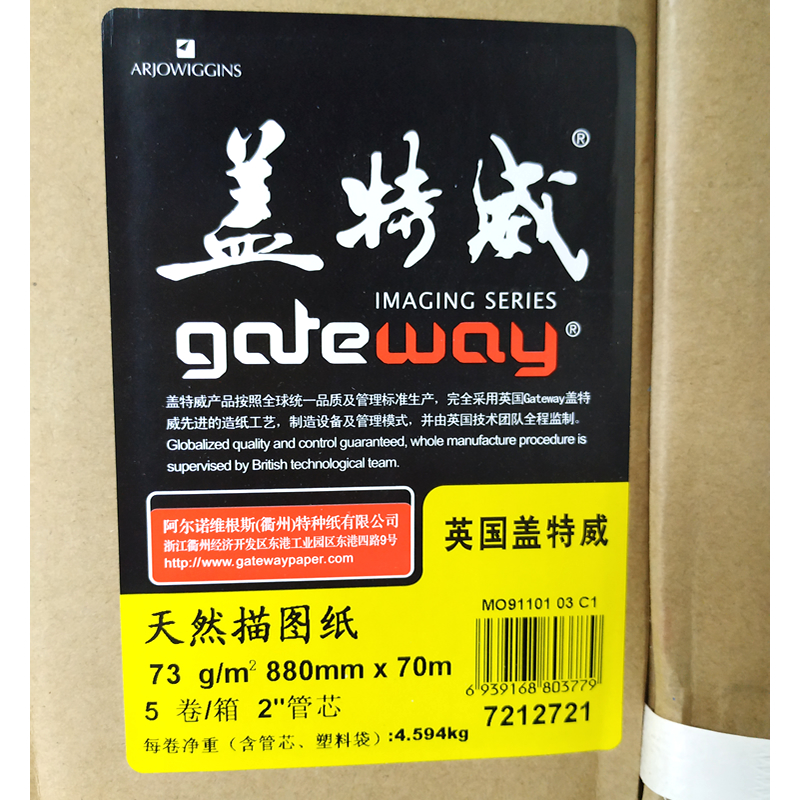 ARJOWIGGINS
盖特威®
IMAGING SERIES
gateway®
盖特威产品按照全球统一品质及管理标准生产，完全采用英国Gateway盖特
威先进的造纸工艺，制造设备及管理模式，并由英国技术团队全程监制。
Globalized quality and control guaranteed, whole manufacture procedure is
supervised by British technological team.
阿尔诺维根斯(衢州)特种纸有限公司
浙江衢州经济开发区东港工业园区东港四路9号
http://www.gatewaypaper.com
英国盖特威
天然描图纸
73 g/m² 880mm x 70m
5 卷/箱 2"管芯
每卷净重（含管芯、塑料袋）:4.594kg
MO91101 03 C1
6 939168 803779
7212721